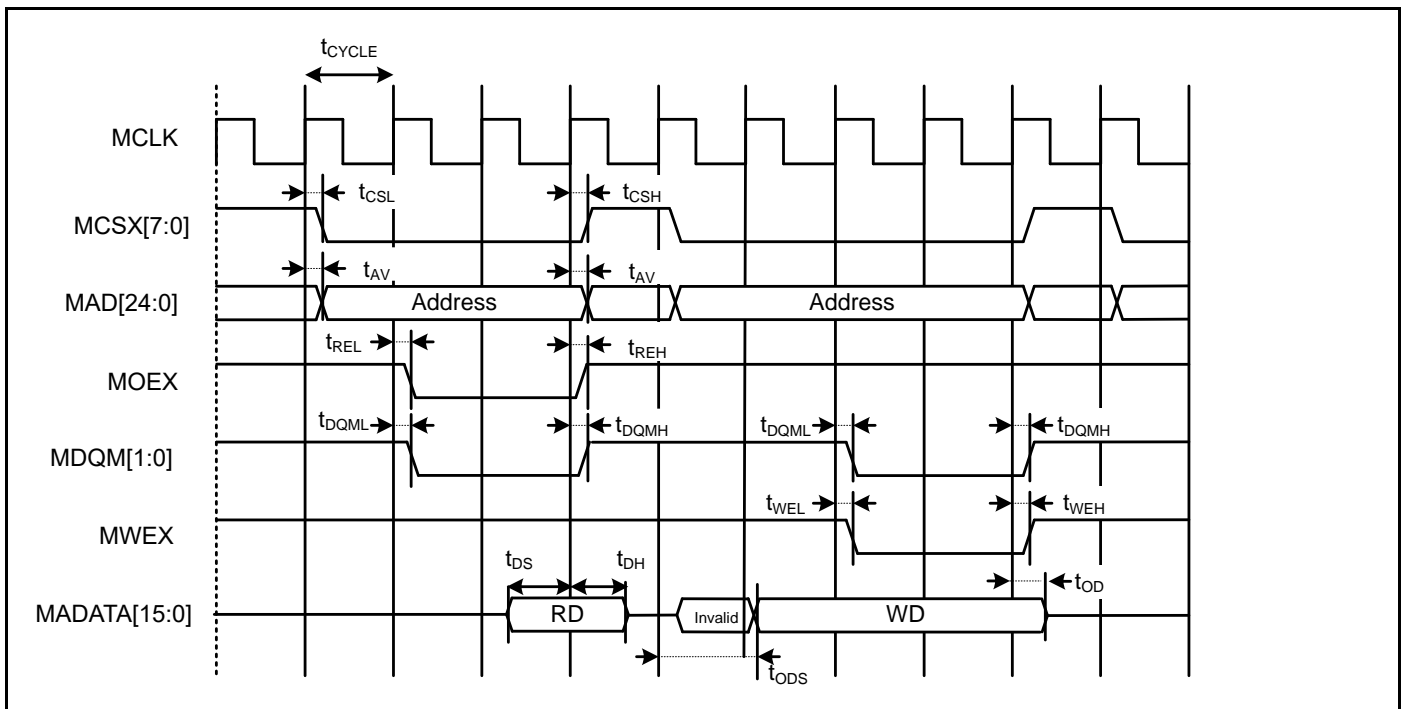 tCYCLE
MCLK
tCSL tCSH
MCSX[7:0]
tAV tAV
MAD[24:0] Address Address
tREL tREH
MOEX
tDQML tDQMH tDQML tDQMH
MDQM[1:0]
tWEL tWEH
MWEX
tDS tDH
tOD
MADATA[15:0] RD Invalid WD
tODS